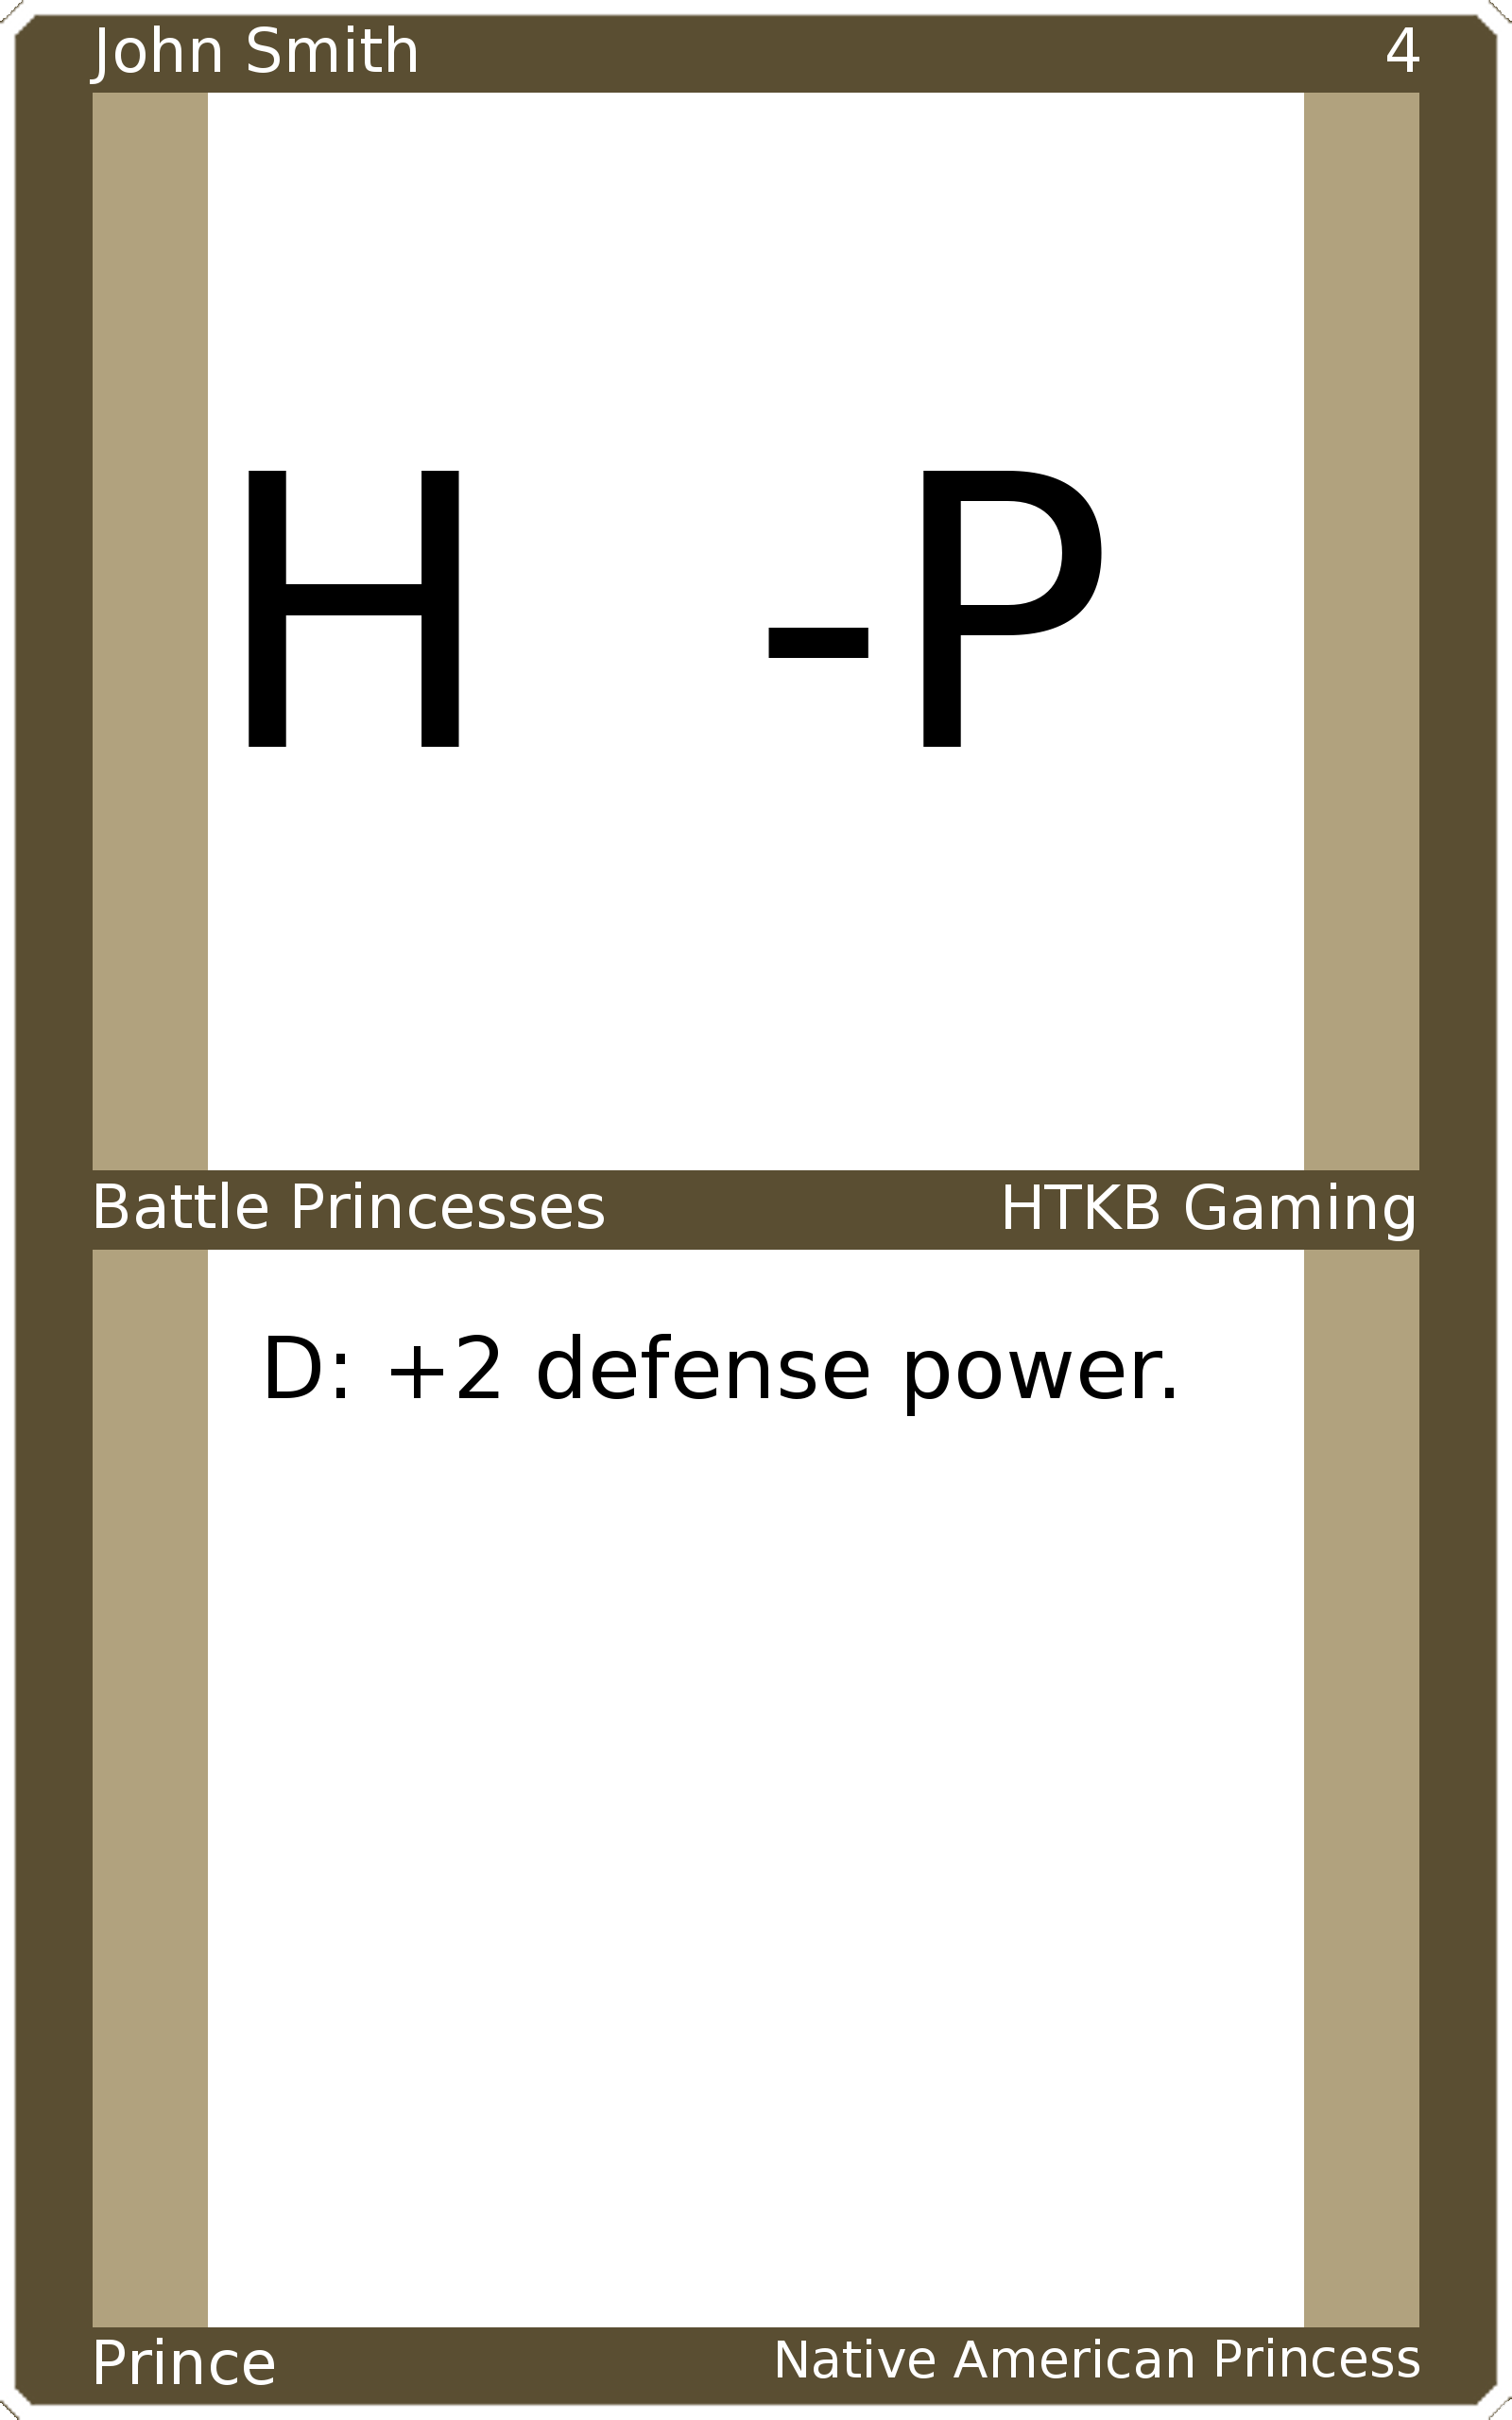 John Smith 4
H -P
Battle Princesses HTKB Gaming
D: +2 defense power.
Prince Native American Princess